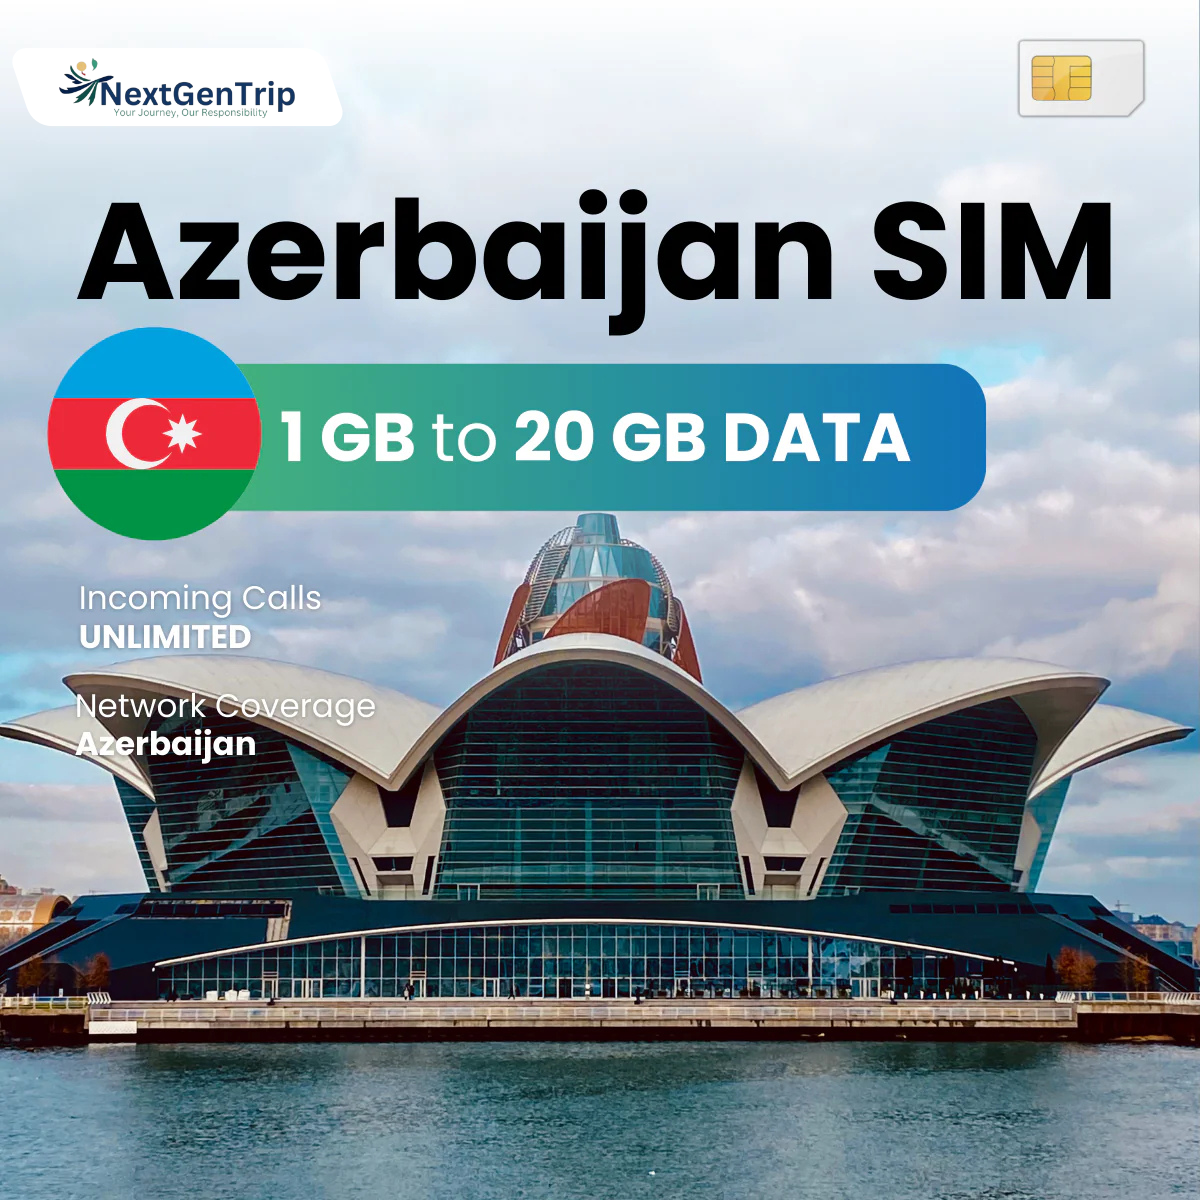 NextGenTrip
Your Journey, Our Responsibility
Azerbaijan SIM
1 GB to 20 GB DATA
Incoming Calls
UNLIMITED
Network Coverage
Azerbaijan